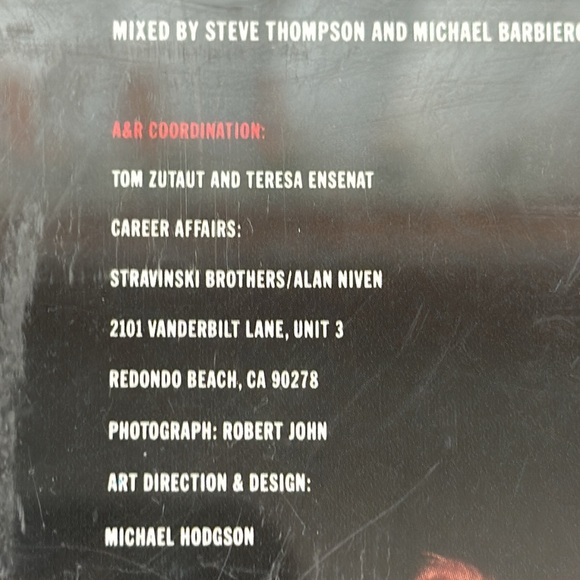 MIXED BY STEVE THOMPSON AND MICHAEL
A&R COORDINATION:
TOM ZUTAUT AND TERESA ENSENAT
CAREER AFFAIRS:
STRAVINSKI BROTHERS/ALAN NIVEN
2101 VANDERBILT LANE, UNIT 3
REDONDO BEACH, CA 90278
PHOTOGRAPH: ROBERT JOHN
ART DIRECTION & DESIGN:
MICHAEL HODGSON